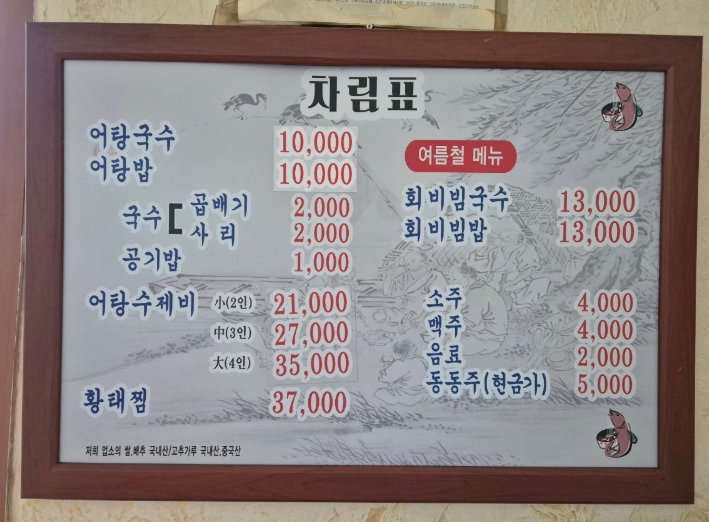 차림표
어탕국수 10,000
어탕밥 10,000
국수 [ 곱배기 2,000
사리 2,000
공기밥 1,000
어탕수제비 小(2인) 21,000
中(3인) 27,000
大(4인) 35,000
황태찜 37,000
여름철 메뉴
회비빔국수 13,000
회비빔밥 13,000
소주 4,000
맥주 4,000
음료 2,000
동동주(현금가) 5,000
저희 업소의 쌀,배추 국내산/고추가루 국내산,중국산